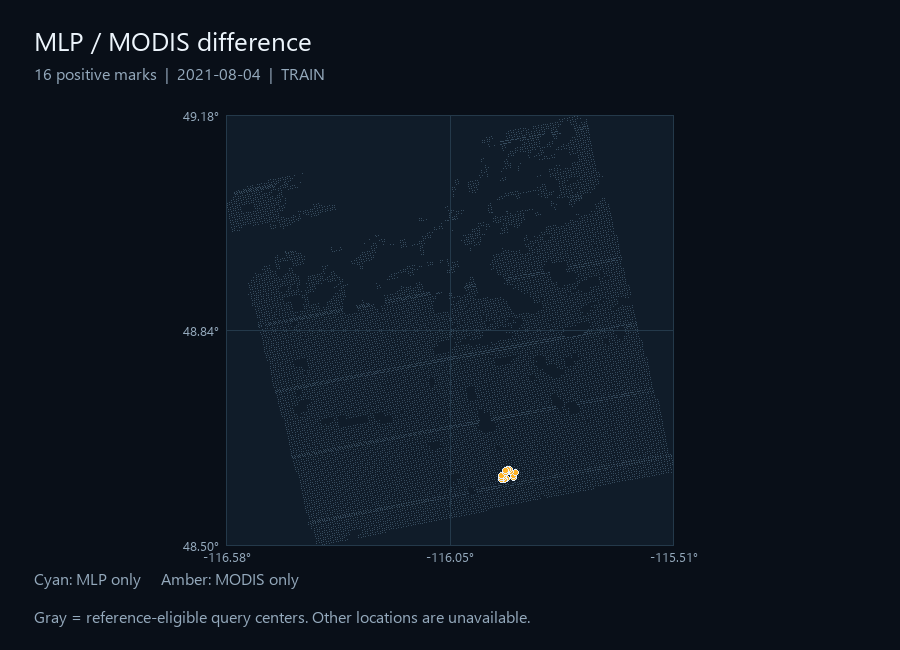 MLP / MODIS difference
16 positive marks | 2021-08-04 | TRAIN
49.18°
48.84°
48.50°
-116.58°
-116.05°
-115.51°
Cyan: MLP only
Amber: MODIS only
Gray = reference-eligible query centers. Other locations are unavailable.